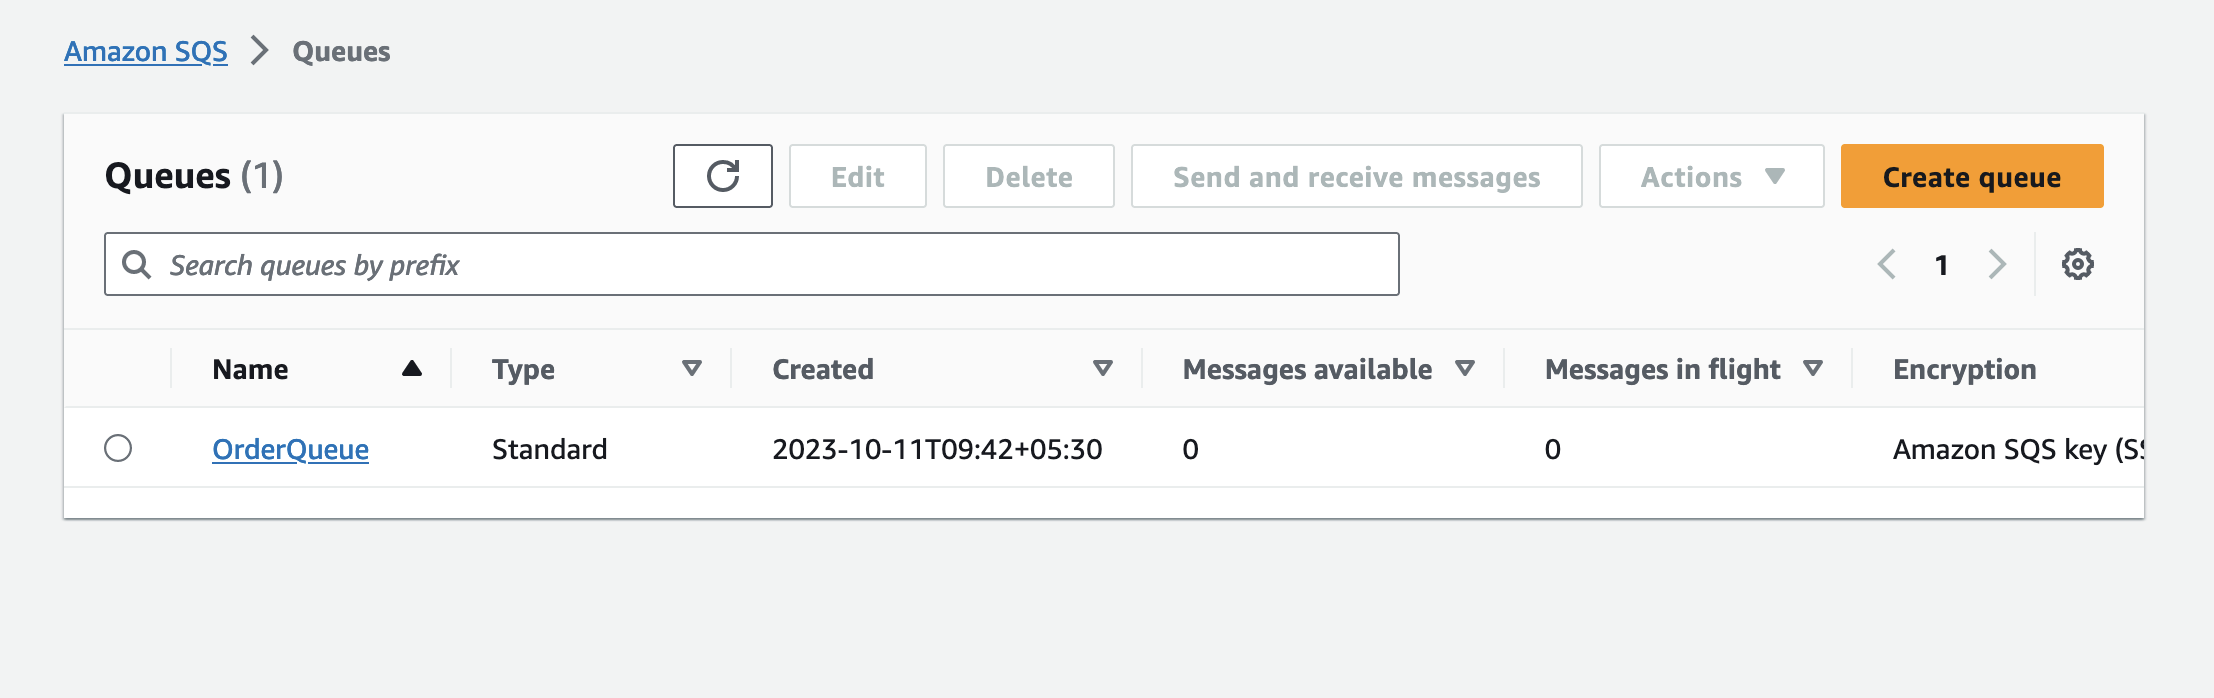 Amazon SQS > Queues
Queues (1)
Edit Delete Send and receive messages Actions Create queue
Search queues by prefix
1
Name Type Created Messages available Messages in flight Encryption
OrderQueue Standard 2023-10-11T09:42+05:30 0 0 Amazon SQS key (SS